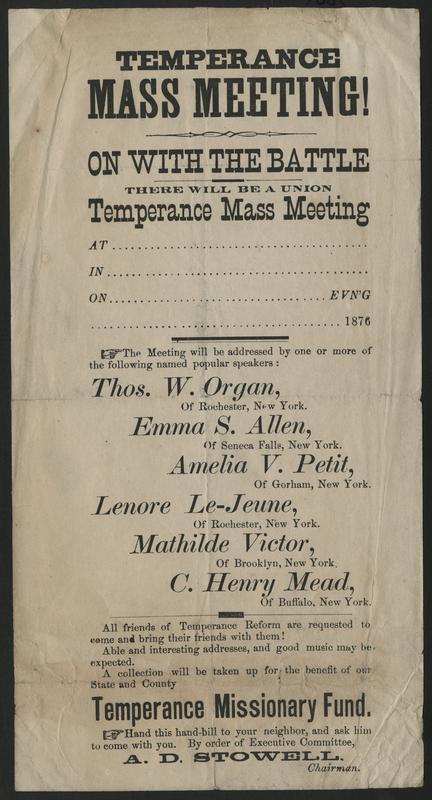 TEMPERANCE
MASS MEETING!
ON WITH THE BATTLE
THERE WILL BE A UNION
Temperance Mass Meeting
AT ........................................
IN ........................................
ON ................................. EVN'G
...................................... 1876
☞The Meeting will be addressed by one or more of
the following named popular speakers:
Thos. W. Organ,
Of Rochester, New York.
Emma S. Allen,
Of Seneca Falls, New York.
Amelia V. Petit,
Of Gorham, New York.
Lenore Le-Jeune,
Of Rochester, New York.
Mathilde Victor,
Of Brooklyn, New York.
C. Henry Mead,
Of Buffalo, New York.
All friends of Temperance Reform are requested to
come and bring their friends with them!
Able and interesting addresses, and good music may be
expected.
A collection will be taken up for the benefit of our
State and County
Temperance Missionary Fund.
☞Hand this hand-bill to your neighbor, and ask him
to come with you. By order of Executive Committee,
A. D. STOWELL.
Chairman.